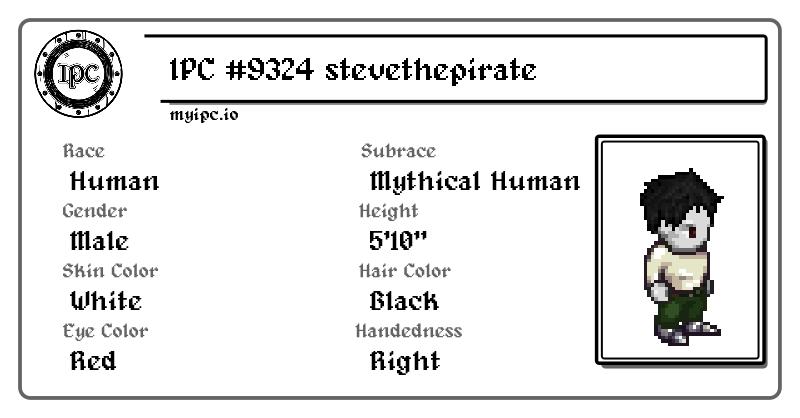 IPC
IPC #9324 stevethepirate
myipc.io
Race
Human
Subrace
Mythical Human
Gender
Male
Height
5'10"
Skin Color
White
Hair Color
Black
Eye Color
Red
Handedness
Right